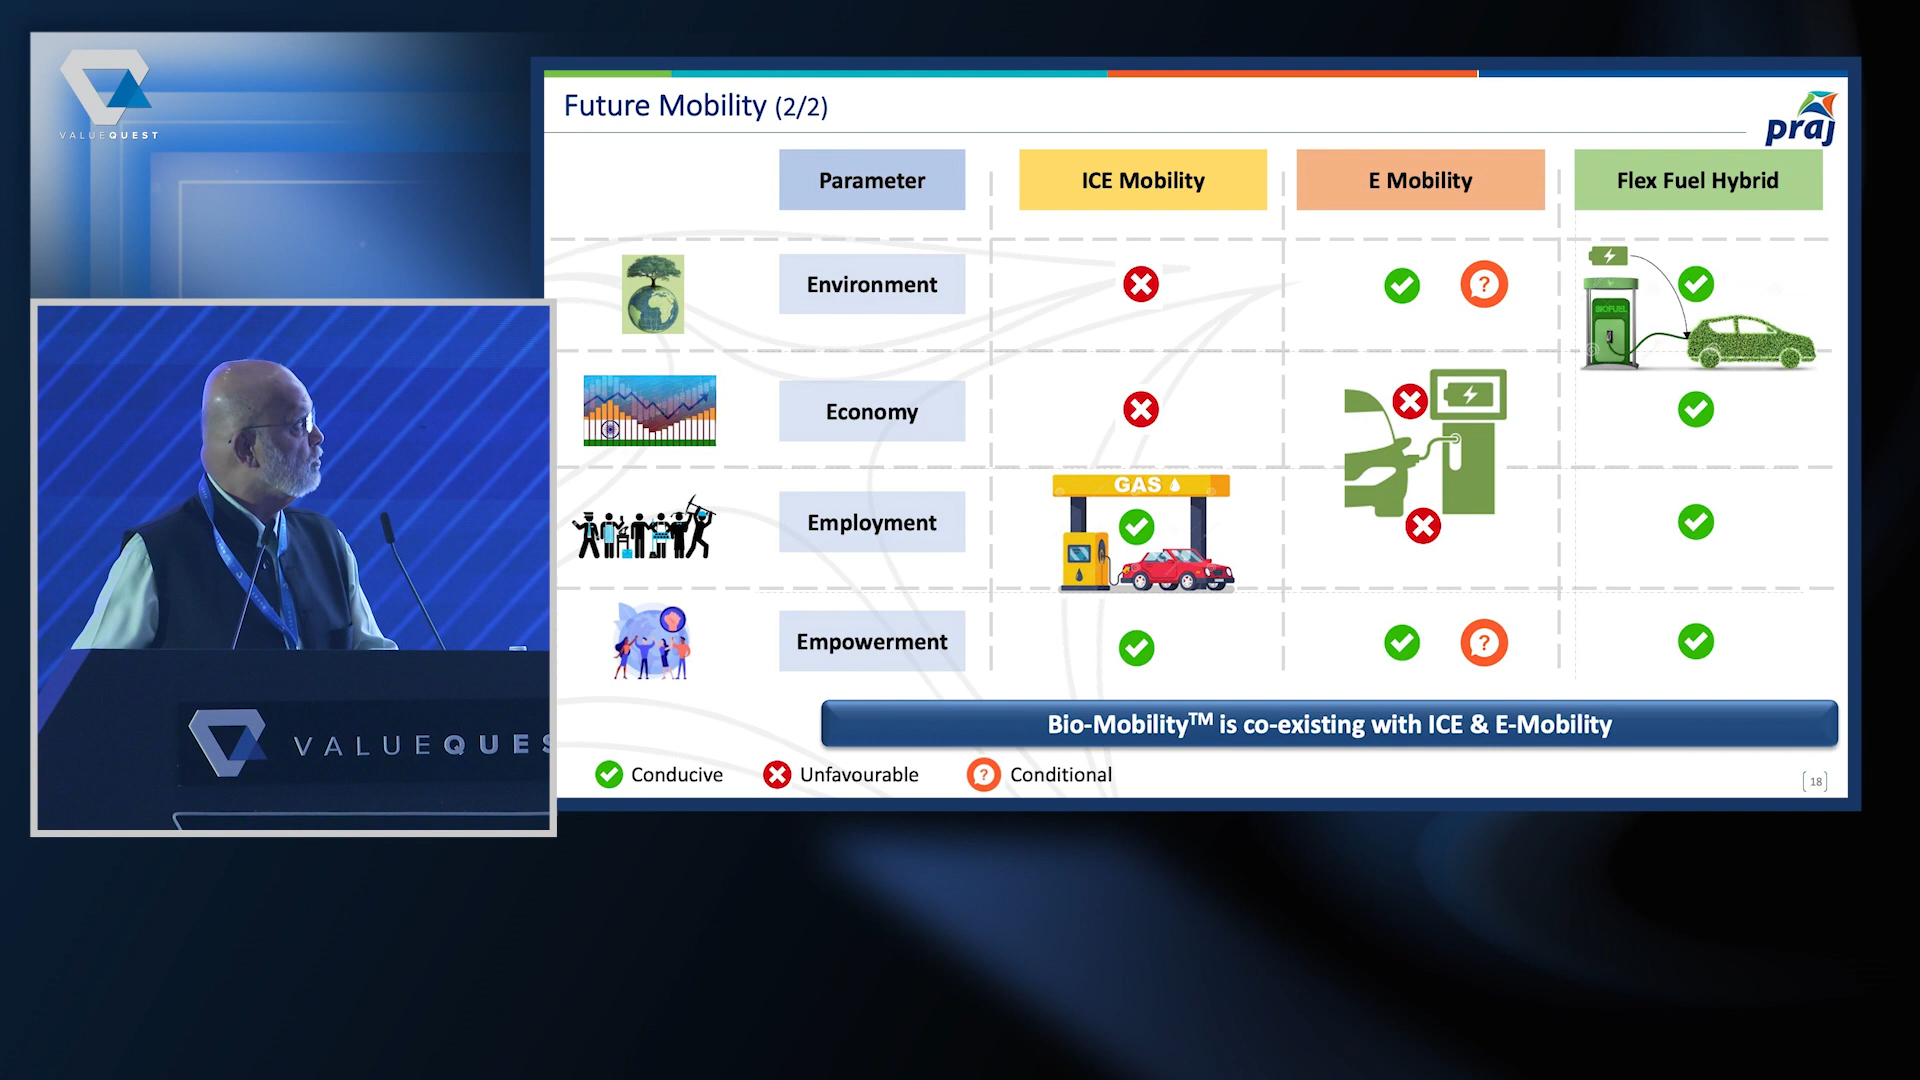 VALUEQUEST
Future Mobility (2/2)
praj
Parameter
ICE Mobility
E Mobility
Flex Fuel Hybrid
Environment
BIOFUEL
Economy
GAS
Employment
Empowerment
Bio-Mobility™ is co-existing with ICE & E-Mobility
Conducive
Unfavourable
Conditional
18
VALUEQUES